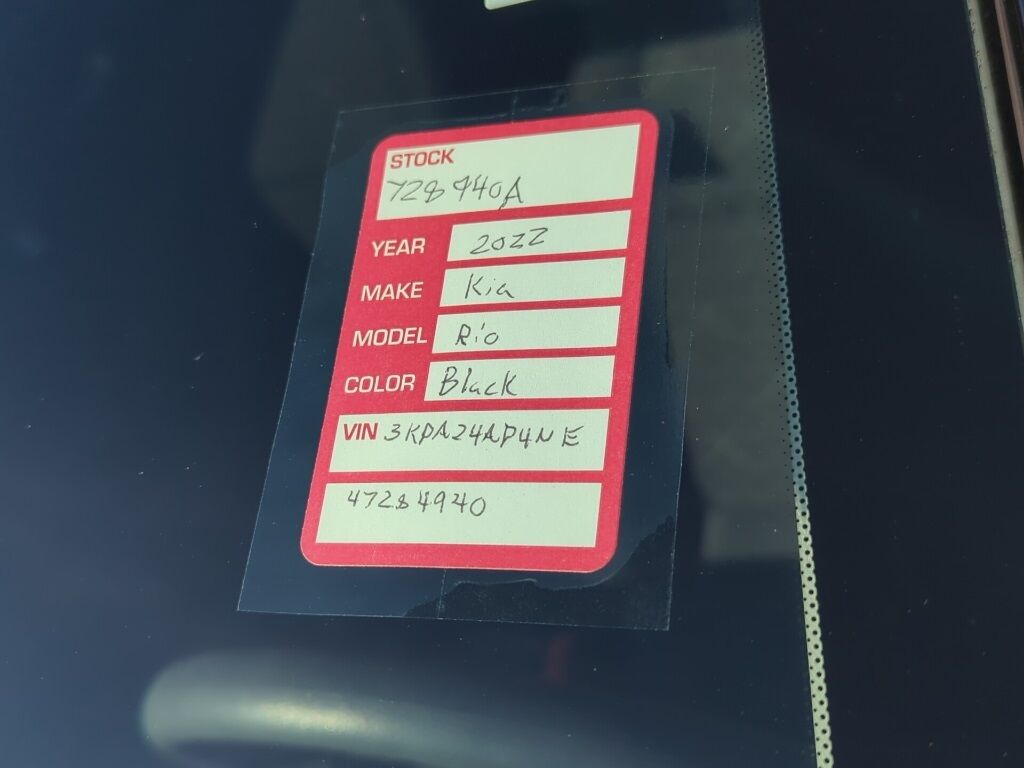 STOCK
728940A
YEAR 2022
MAKE Kia
MODEL Rio
COLOR Black
VIN 3KPA24AD4NE
47284940